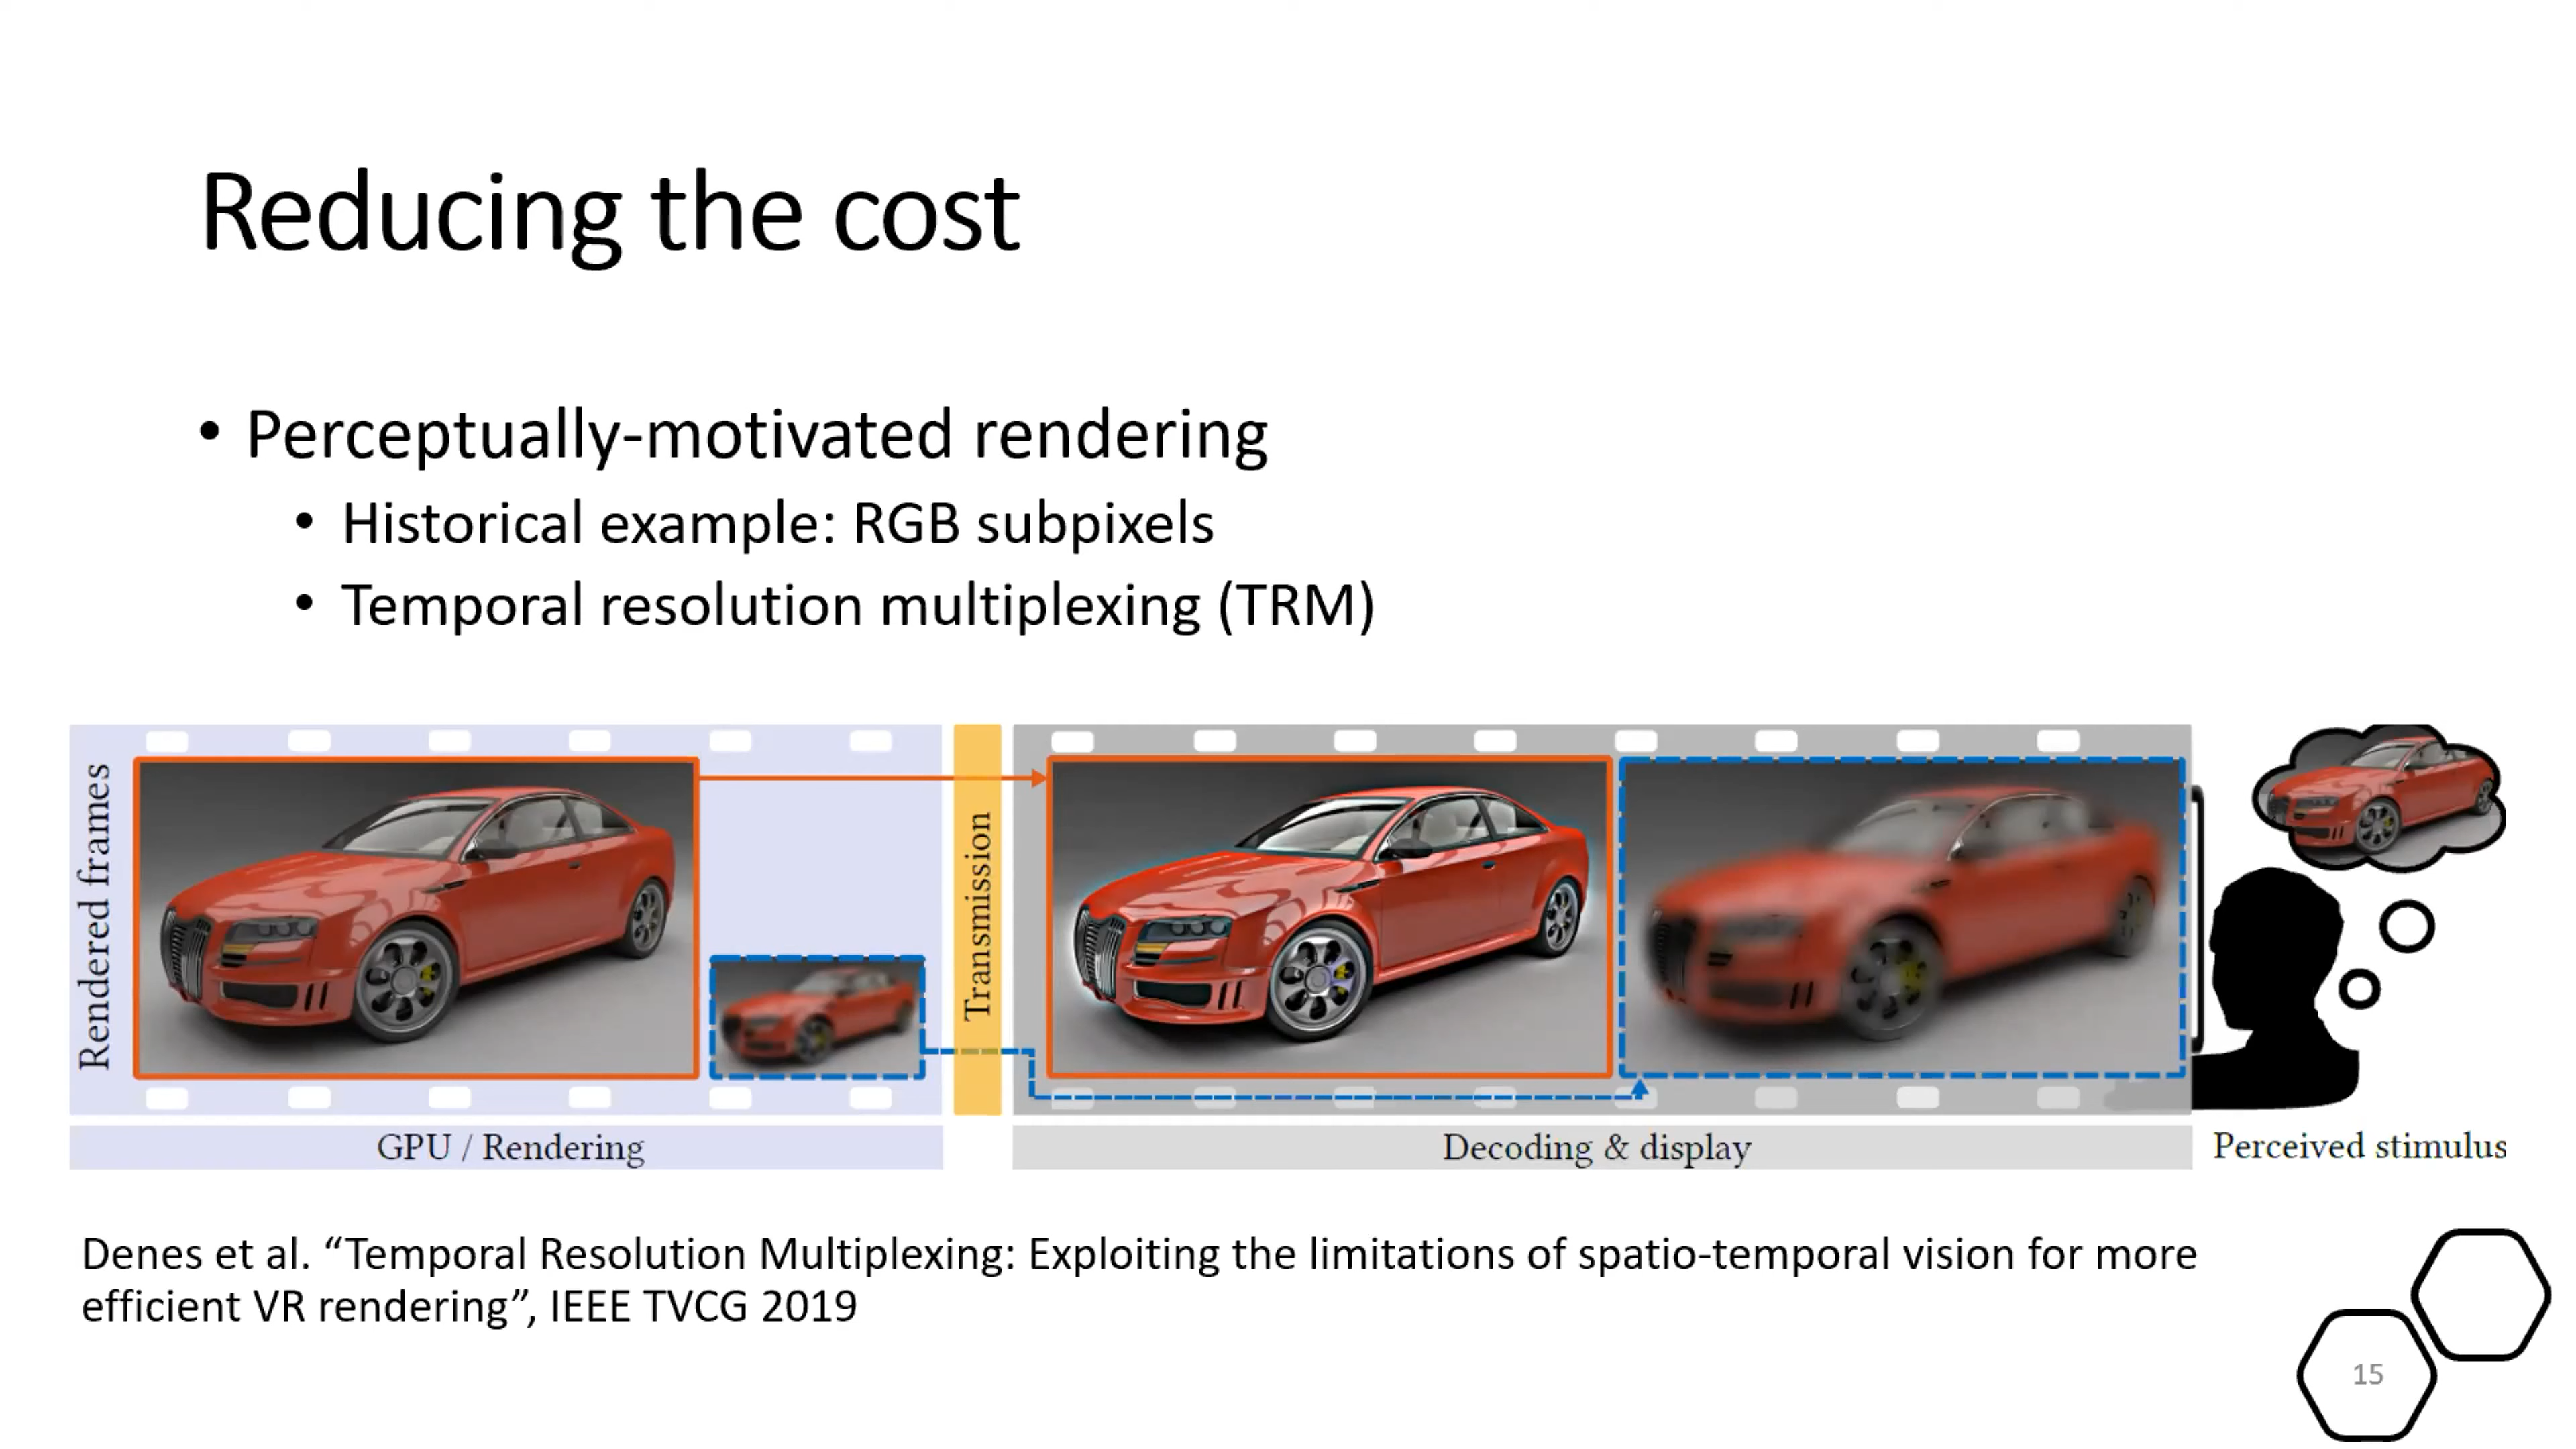 Reducing the cost
• Perceptually-motivated rendering
• Historical example: RGB subpixels
• Temporal resolution multiplexing (TRM)
Rendered frames
Transmission
GPU / Rendering
Decoding & display
Perceived stimulus
Denes et al. “Temporal Resolution Multiplexing: Exploiting the limitations of spatio-temporal vision for more
efficient VR rendering”, IEEE TVCG 2019
15